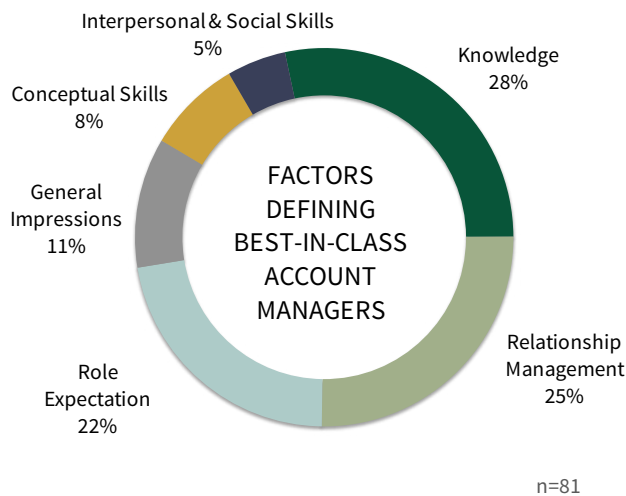 Interpersonal & Social Skills
5%
Knowledge
28%
Conceptual Skills
8%
General
Impressions
11%
FACTORS
DEFINING
BEST-IN-CLASS
ACCOUNT
MANAGERS
Relationship
Management
25%
Role
Expectation
22%
n=81